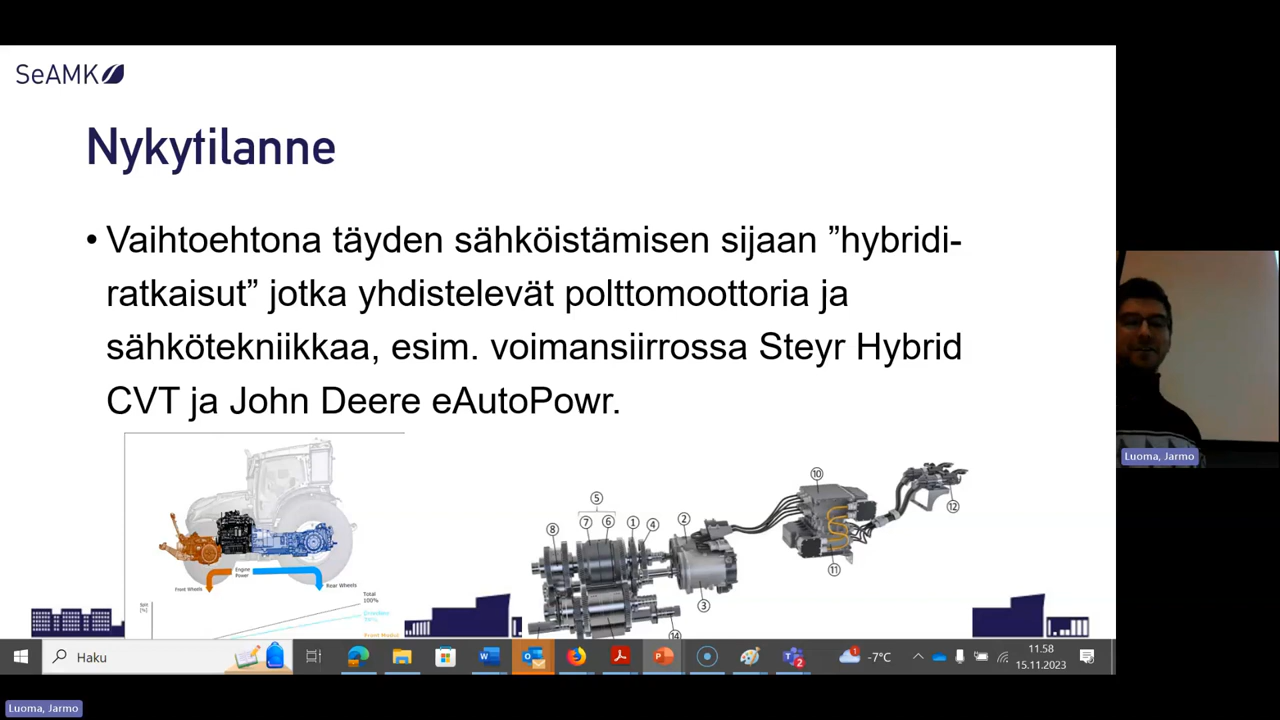 SeAMK
Nykytilanne
• Vaihtoehtona täyden sähköistämisen sijaan ”hybridi-
ratkaisut” jotka yhdistelevät polttomoottoria ja
sähkötekniikkaa, esim. voimansiirrossa Steyr Hybrid
CVT ja John Deere eAutoPowr.
Engine
Power
Front Wheels
Rear Wheels
Total
100%
5
8
7
6
1
4
2
3
10
11
12
14
Luoma, Jarmo
Haku
1
2
-7°C
11.58
15.11.2023
Luoma, Jarmo